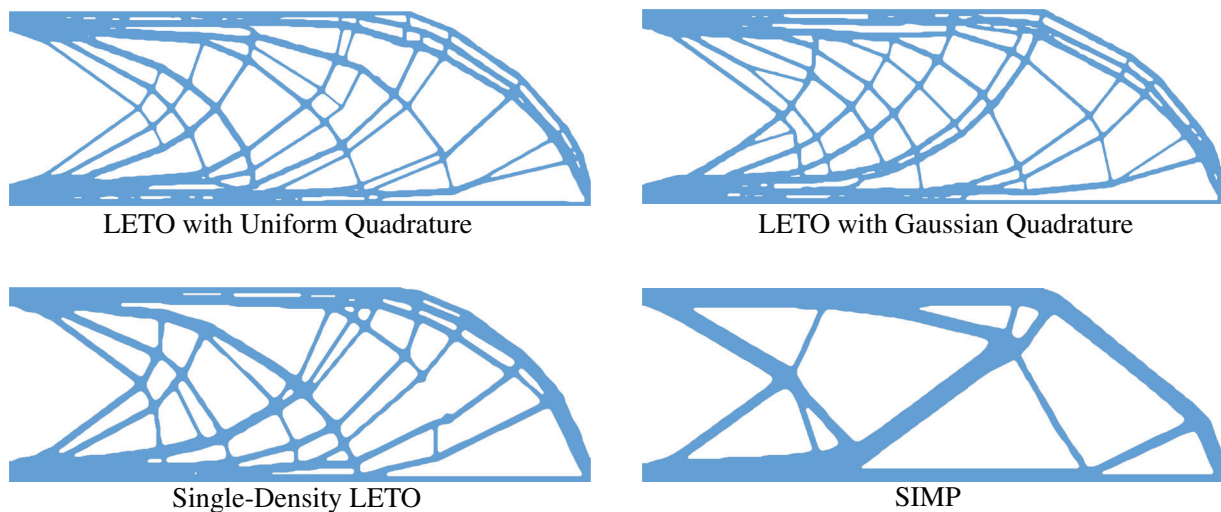 LETO with Uniform Quadrature
LETO with Gaussian Quadrature
Single-Density LETO
SIMP